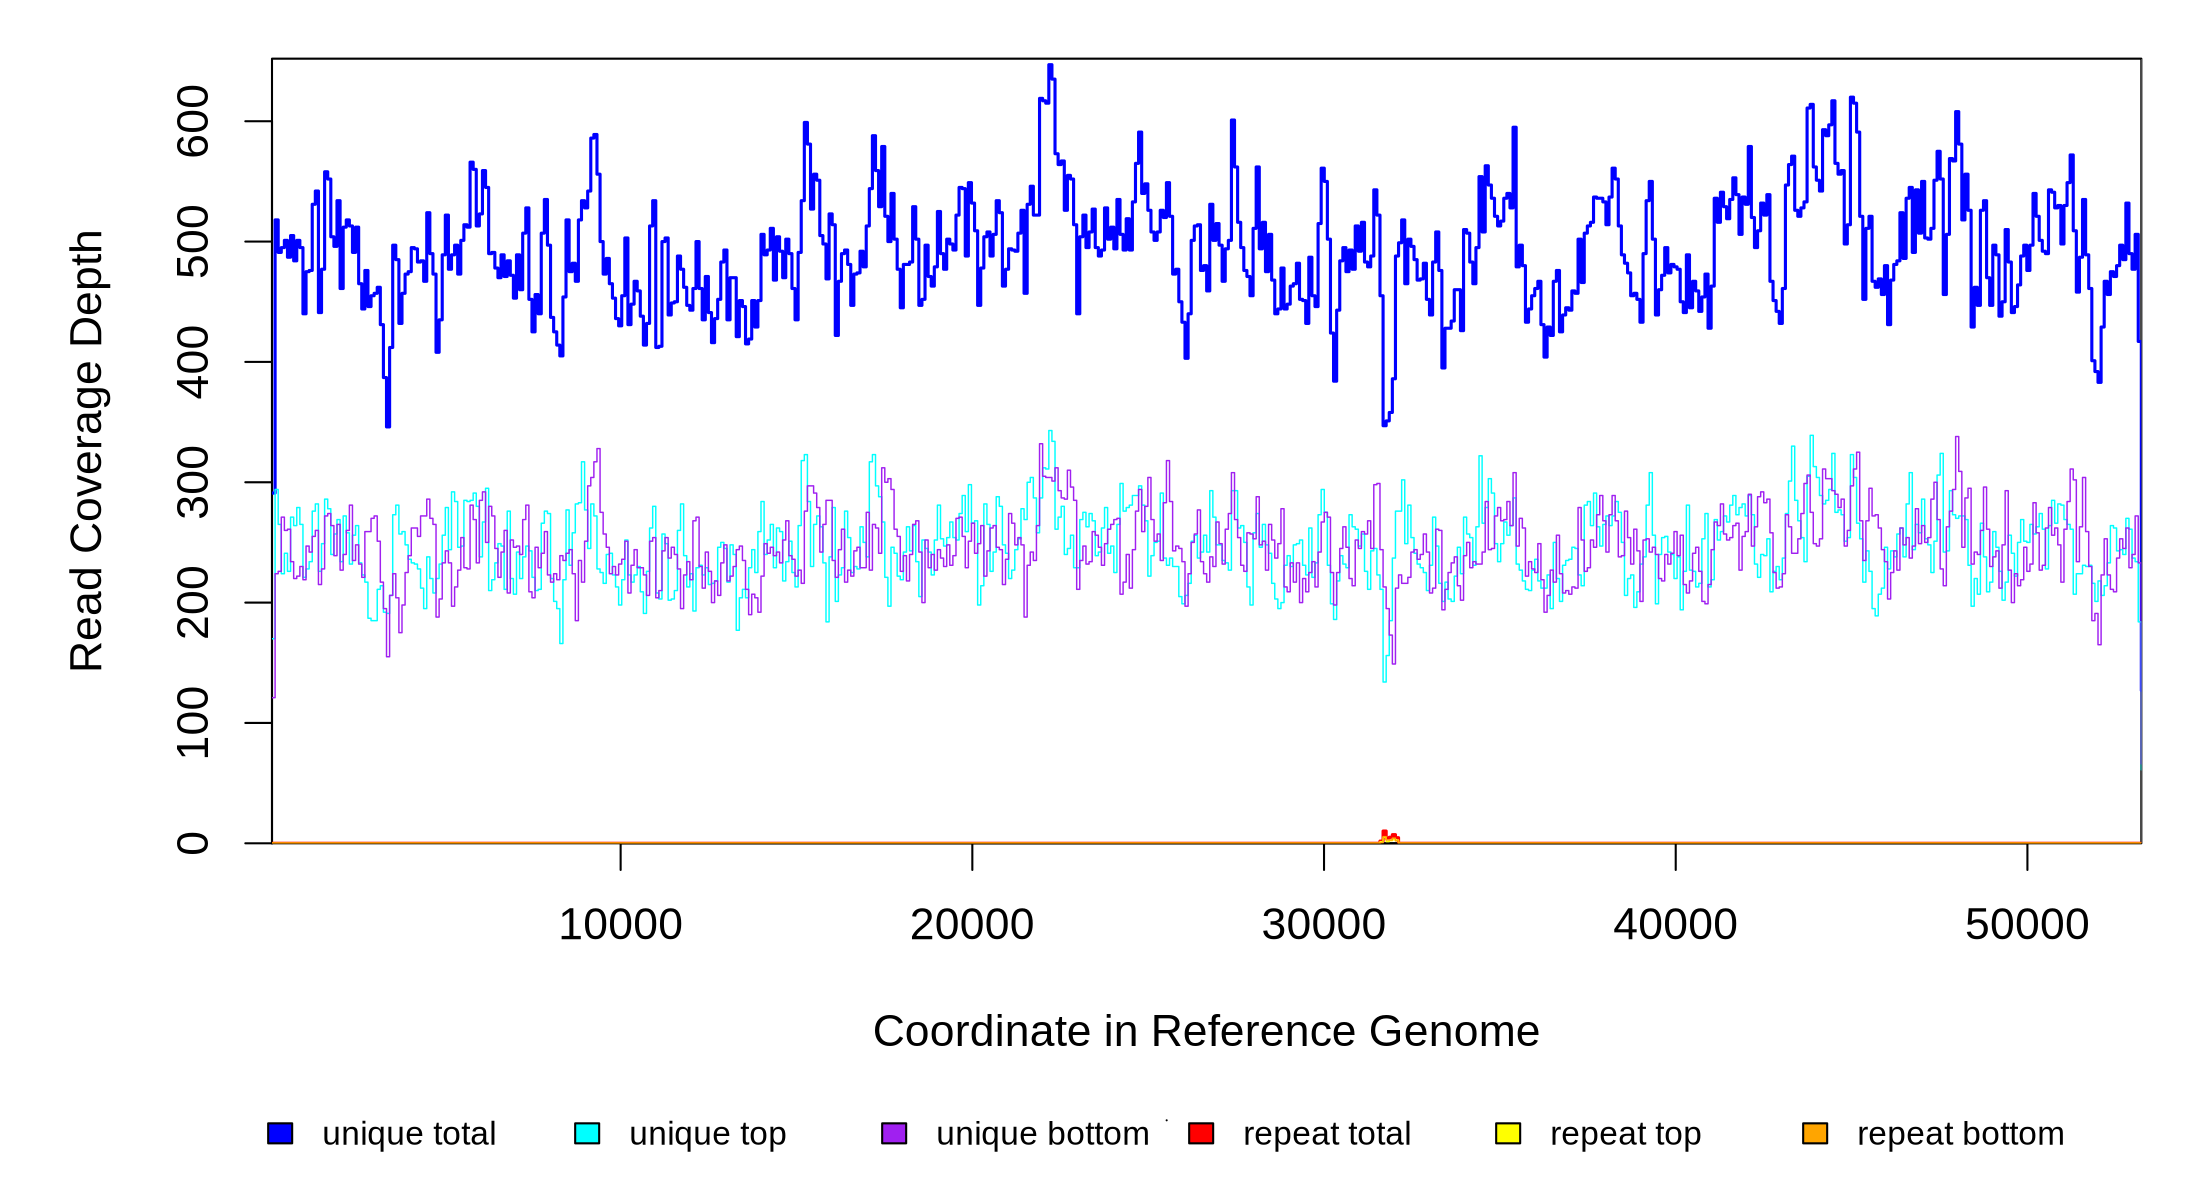 Read Coverage Depth
600
500
400
300
200
100
0
10000 20000 30000 40000 50000
Coordinate in Reference Genome
unique total unique top unique bottom repeat total repeat top repeat bottom